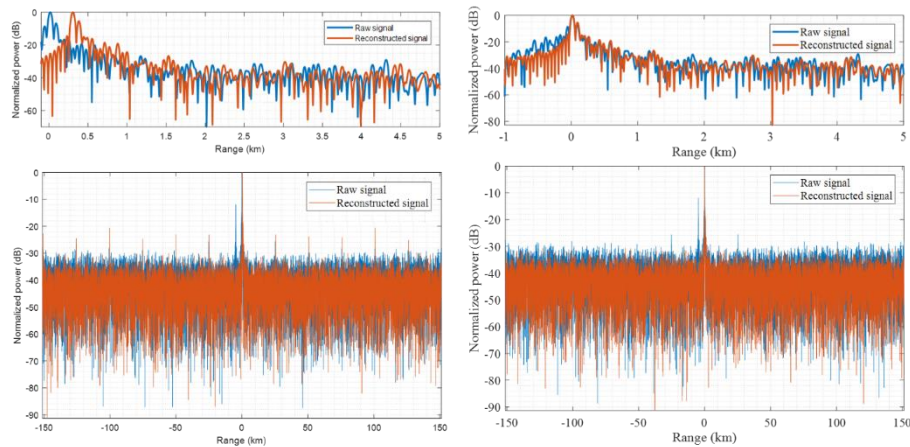 Normalized power (dB)
0
-20
-40
-60
Raw signal
Reconstructed signal
0 0.5 1 1.5 2 2.5 3 3.5 4 4.5 5
Range (km)
Normalized power (dB)
0
-20
-40
-60
-80
Raw signal
Reconstructed signal
-1 0 1 2 3 4 5
Range (km)
Normalized power (dB)
0
-10
-20
-30
-40
-50
-60
-70
-80
-90
Raw signal
Reconstructed signal
-150 -100 -50 0 50 100 150
Range (km)
Normalized power (dB)
0
-10
-20
-30
-40
-50
-60
-70
-80
-90
Raw signal
Reconstructed signal
-150 -100 -50 0 50 100 150
Range (km)